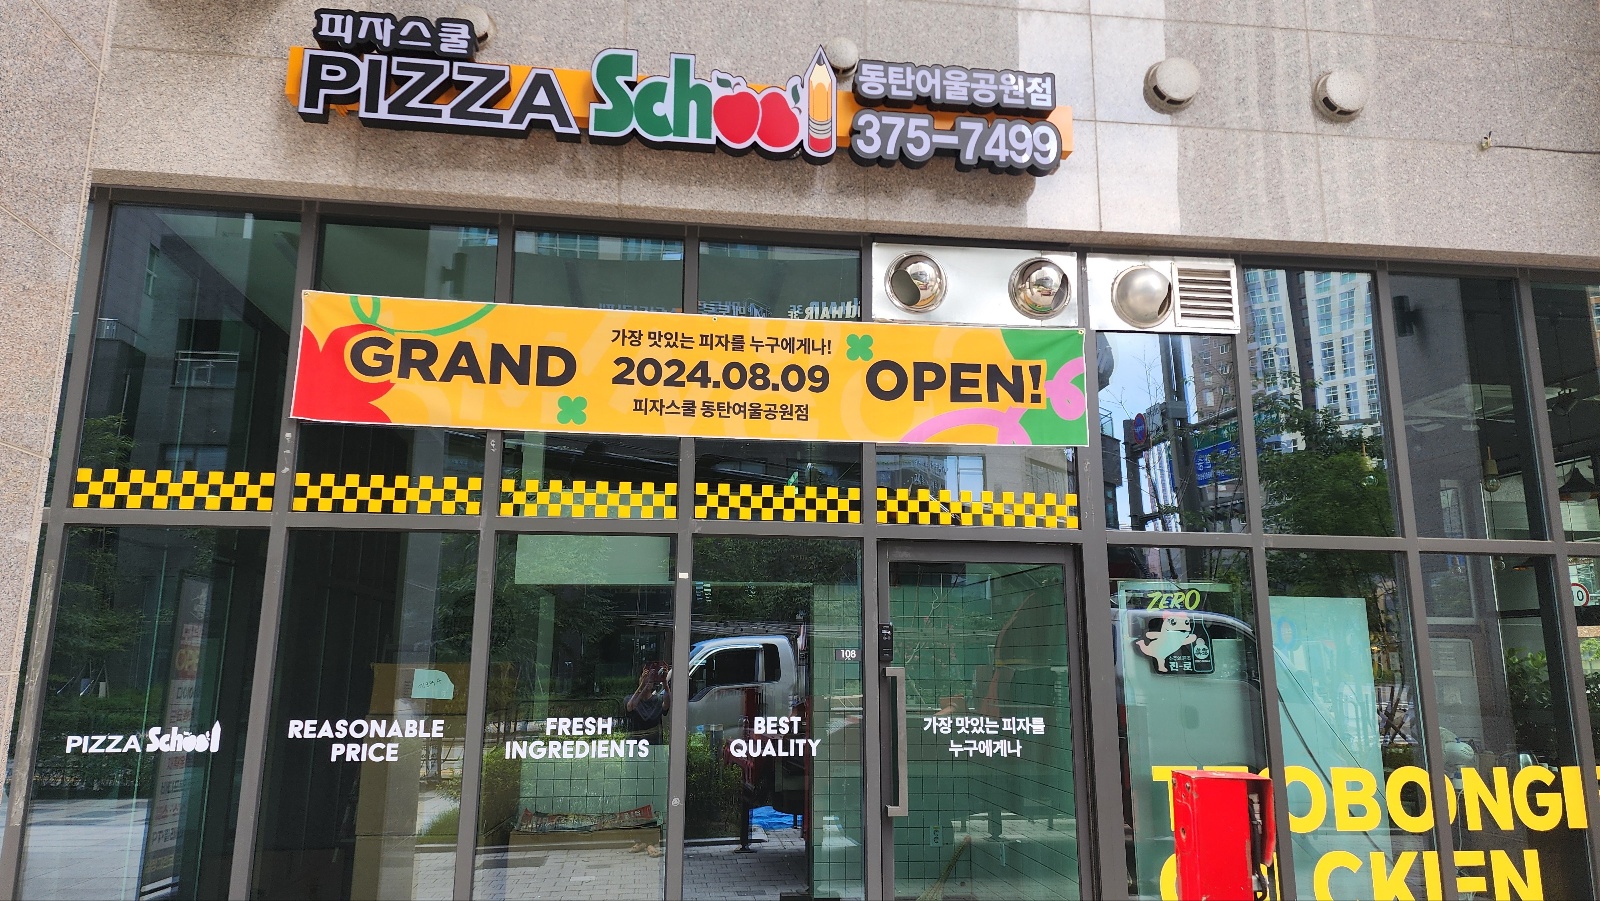 피자스쿨
PIZZA School
동탄여울공원점
375-7499
가장 맛있는 피자를 누구에게나!
GRAND 2024.08.09 OPEN!
피자스쿨 동탄여울공원점
108
ZERO
진-로
PIZZA School
REASONABLE
PRICE
FRESH
INGREDIENTS
BEST
QUALITY
가장 맛있는 피자를
누구에게나